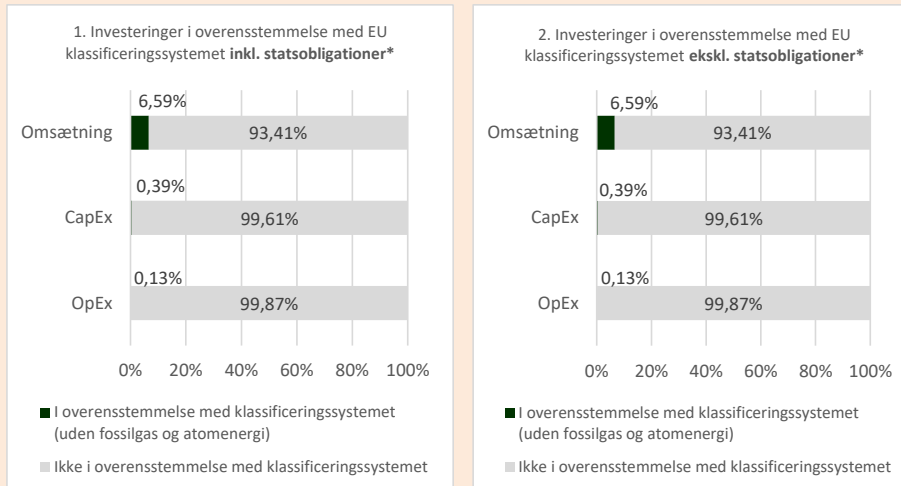 1. Investeringer i overensstemmelse med EU
klassificeringssystemet inkl. statsobligationer*
6,59%
Omsætning
93,41%
0,39%
CapEx
99,61%
0,13%
OpEx
99,87%
0% 20% 40% 60% 80% 100%
I overensstemmelse med klassificeringssystemet
(uden fossilgas og atomenergi)
Ikke i overensstemmelse med klassificeringssystemet
2. Investeringer i overensstemmelse med EU
klassificeringssystemet ekskl. statsobligationer*
6,59%
Omsætning
93,41%
0,39%
CapEx
99,61%
0,13%
OpEx
99,87%
0% 20% 40% 60% 80% 100%
I overensstemmelse med klassificeringssystemet
(uden fossilgas og atomenergi)
Ikke i overensstemmelse med klassificeringssystemet